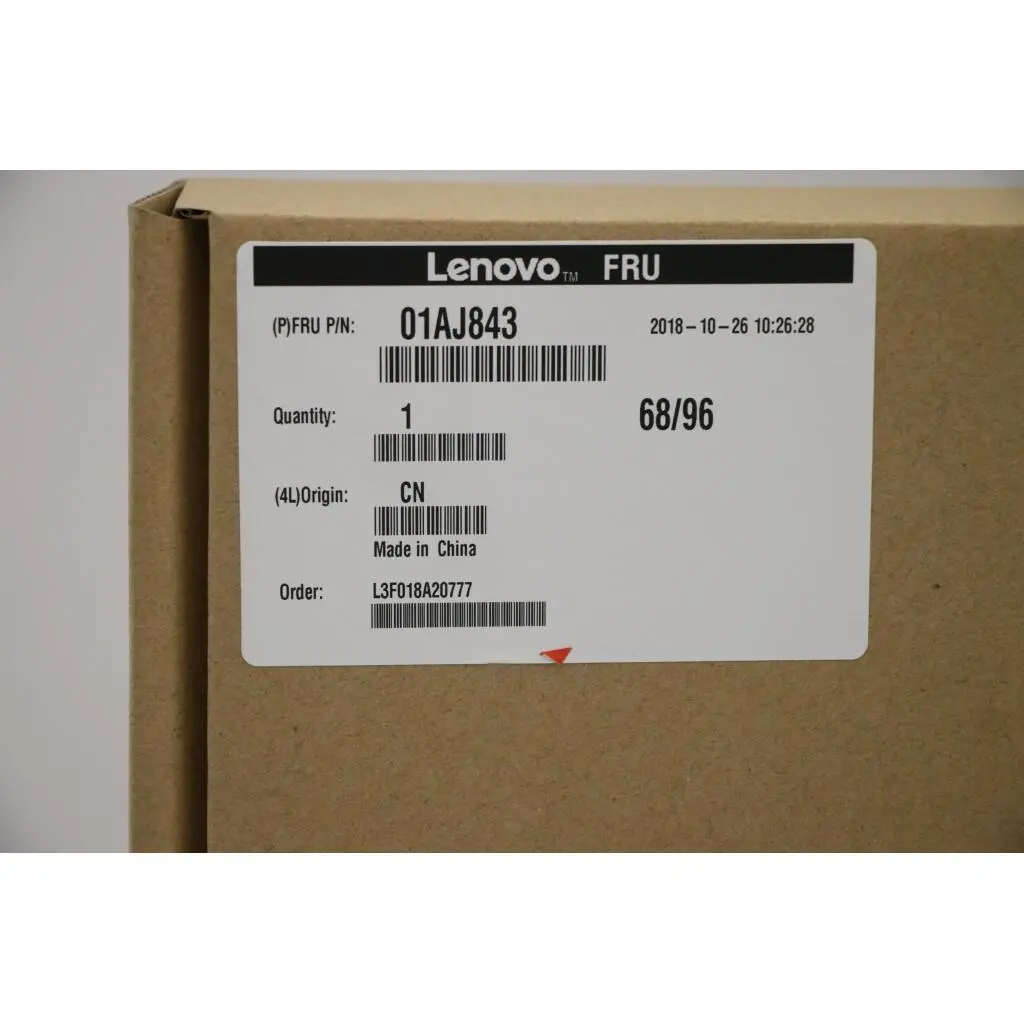 Lenovo™ FRU
(P)FRU P/N: 01AJ843 2018-10-26 10:26:28
Quantity: 1 68/96
(4L)Origin: CN
Made in China
Order: L3F018A20777